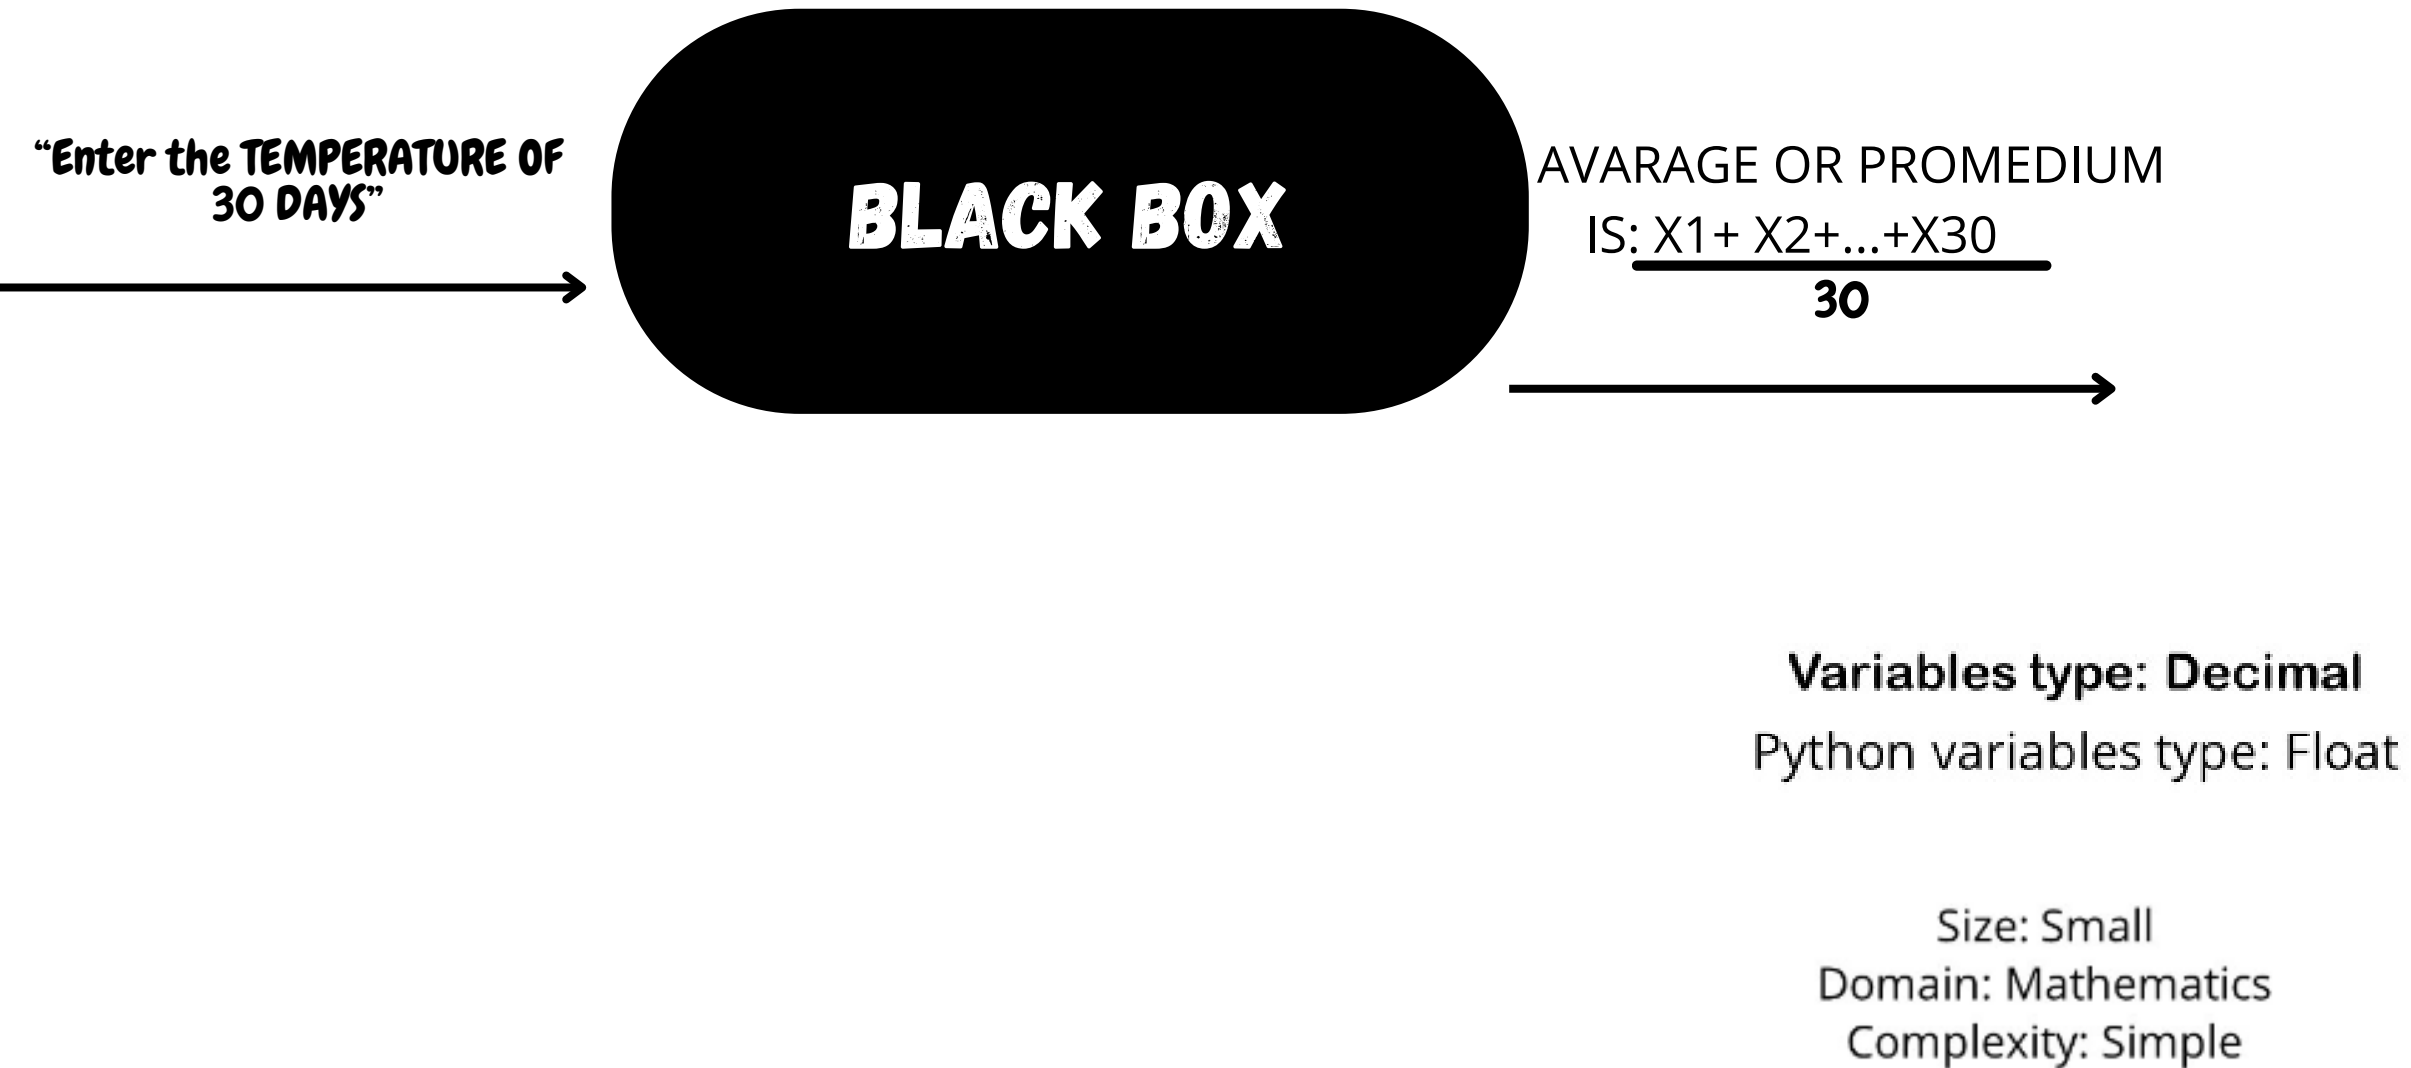 “Enter the TEMPERATURE OF
30 DAYS”
BLACK BOX
AVARAGE OR PROMEDIUM
IS: X1+ X2+...+X30
30
Variables type: Decimal
Python variables type: Float
Size: Small
Domain: Mathematics
Complexity: Simple